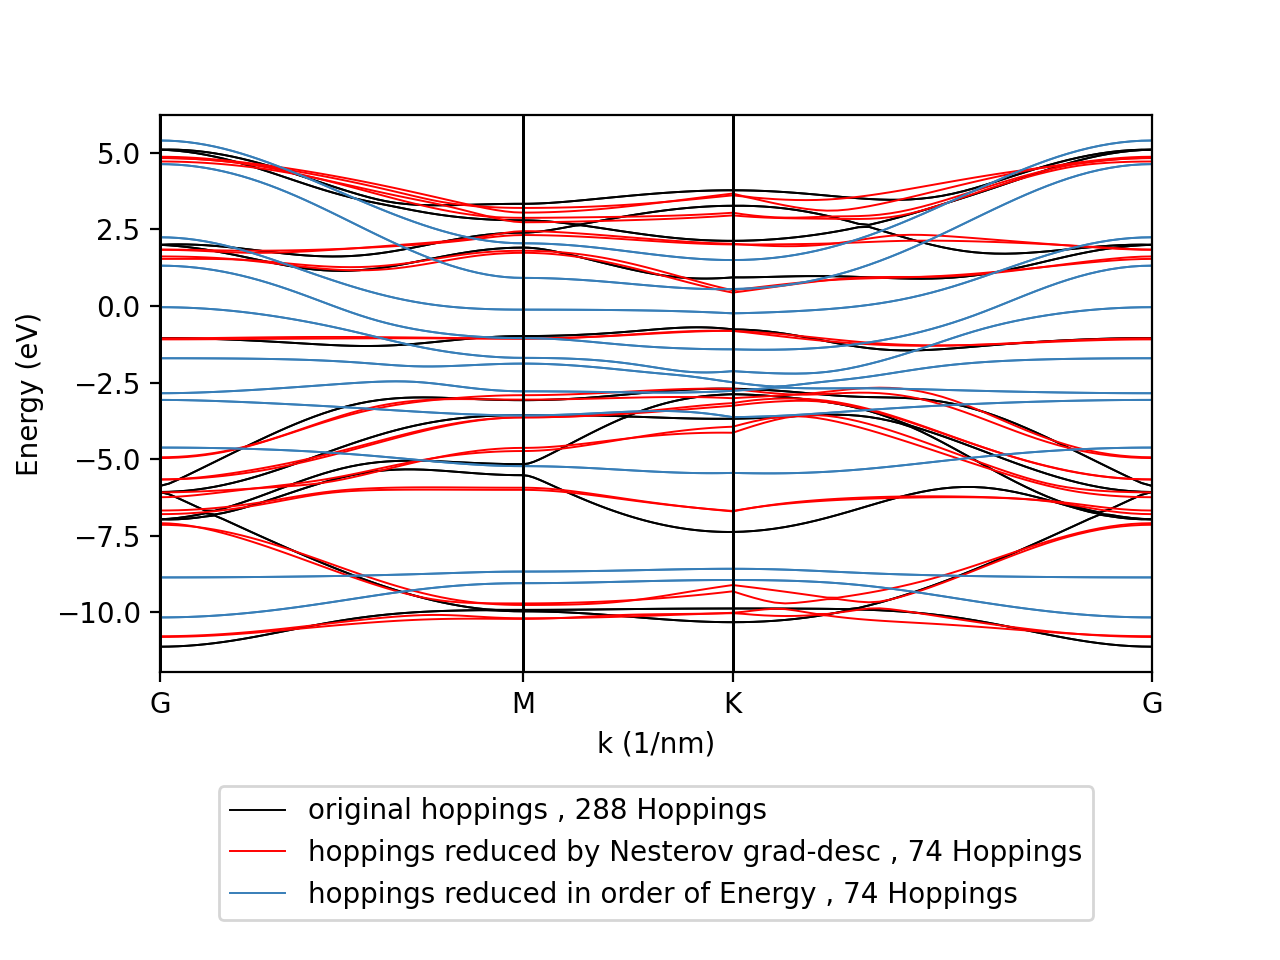 5.0
2.5
0.0
−2.5
−5.0
−7.5
−10.0
Energy (eV)
G M K G
k (1/nm)
original hoppings , 288 Hoppings
hoppings reduced by Nesterov grad-desc , 74 Hoppings
hoppings reduced in order of Energy , 74 Hoppings